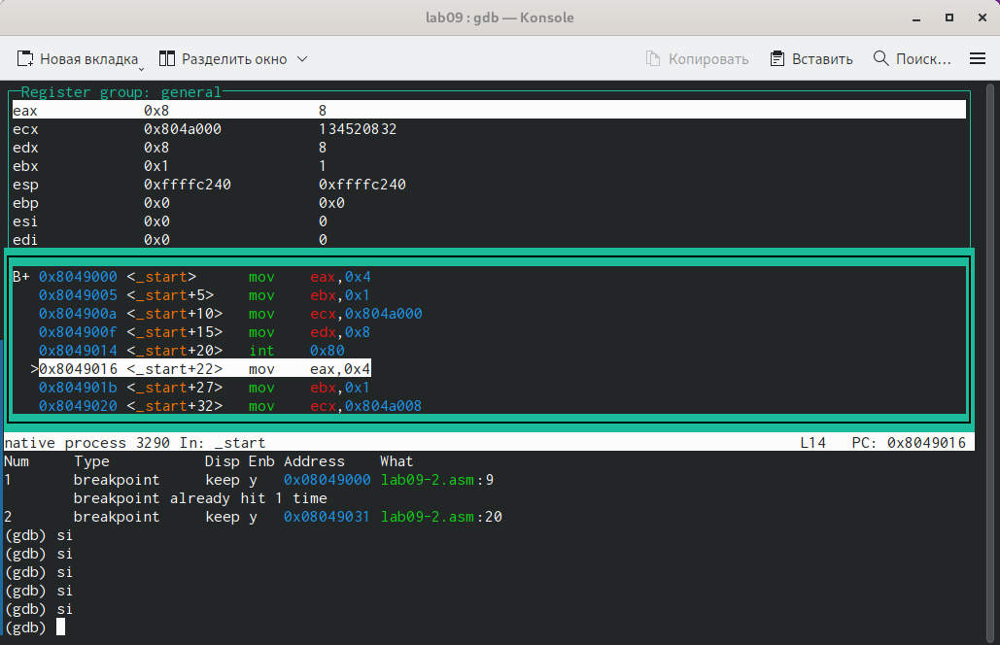 lab09 : gdb — Konsole
Новая вкладка Разделить окно Копировать Вставить Поиск...
Register group: general
eax 0x8 8
ecx 0x804a000 134520832
edx 0x8 8
ebx 0x1 1
esp 0xffffc240 0xffffc240
ebp 0x0 0x0
esi 0x0 0
edi 0x0 0
B+ 0x8049000 <_start> mov eax,0x4
0x8049005 <_start+5> mov ebx,0x1
0x804900a <_start+10> mov ecx,0x804a000
0x804900f <_start+15> mov edx,0x8
0x8049014 <_start+20> int 0x80
>0x8049016 <_start+22> mov eax,0x4
0x804901b <_start+27> mov ebx,0x1
0x8049020 <_start+32> mov ecx,0x804a008
native process 3290 In: _start L14 PC: 0x8049016
Num Type Disp Enb Address What
1 breakpoint keep y 0x08049000 lab09-2.asm:9
breakpoint already hit 1 time
2 breakpoint keep y 0x08049031 lab09-2.asm:20
(gdb) si
(gdb) si
(gdb) si
(gdb) si
(gdb) si
(gdb)